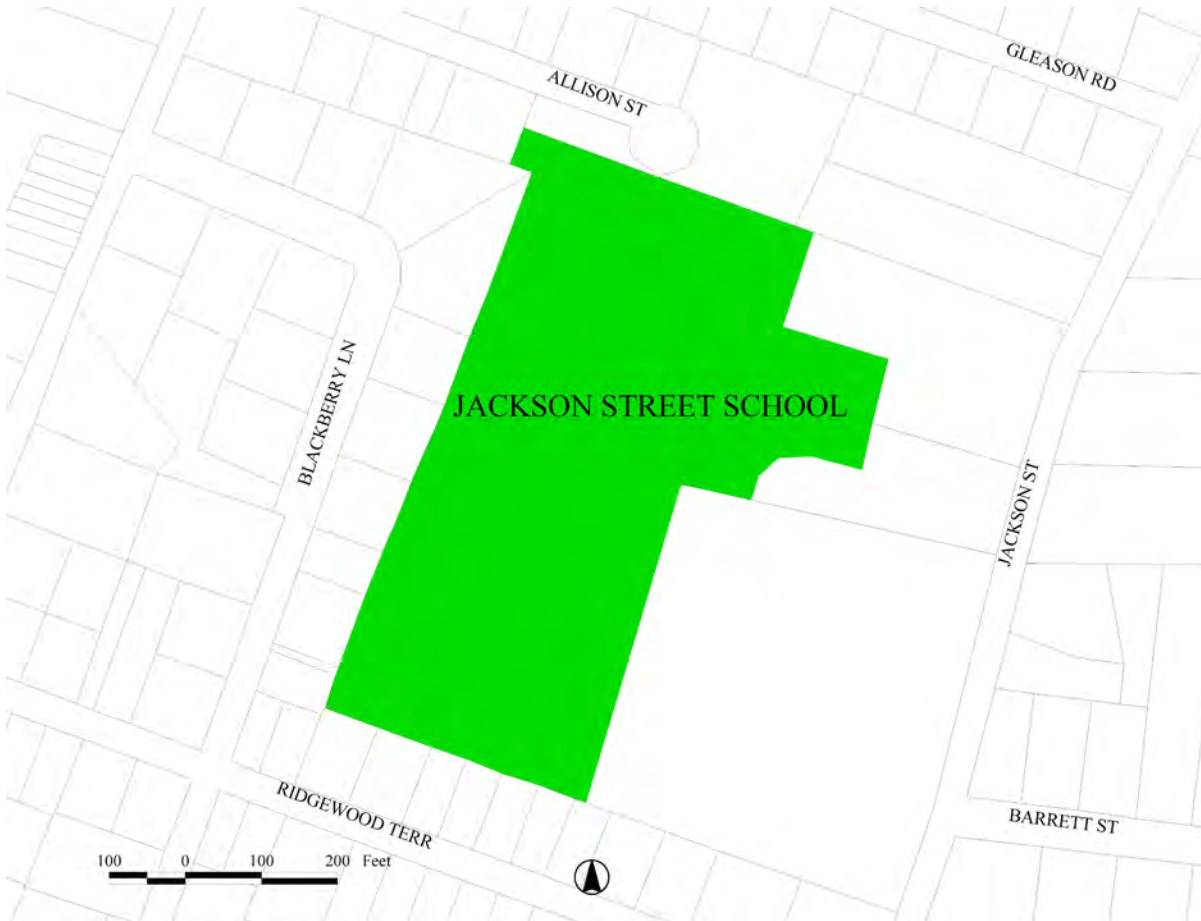 GLEASON RD
ALLISON ST
JACKSON STREET SCHOOL
BLACKBERRY LN
JACKSON ST
RIDGEWOOD TERR
BARRETT ST
100 0 100 200 Feet